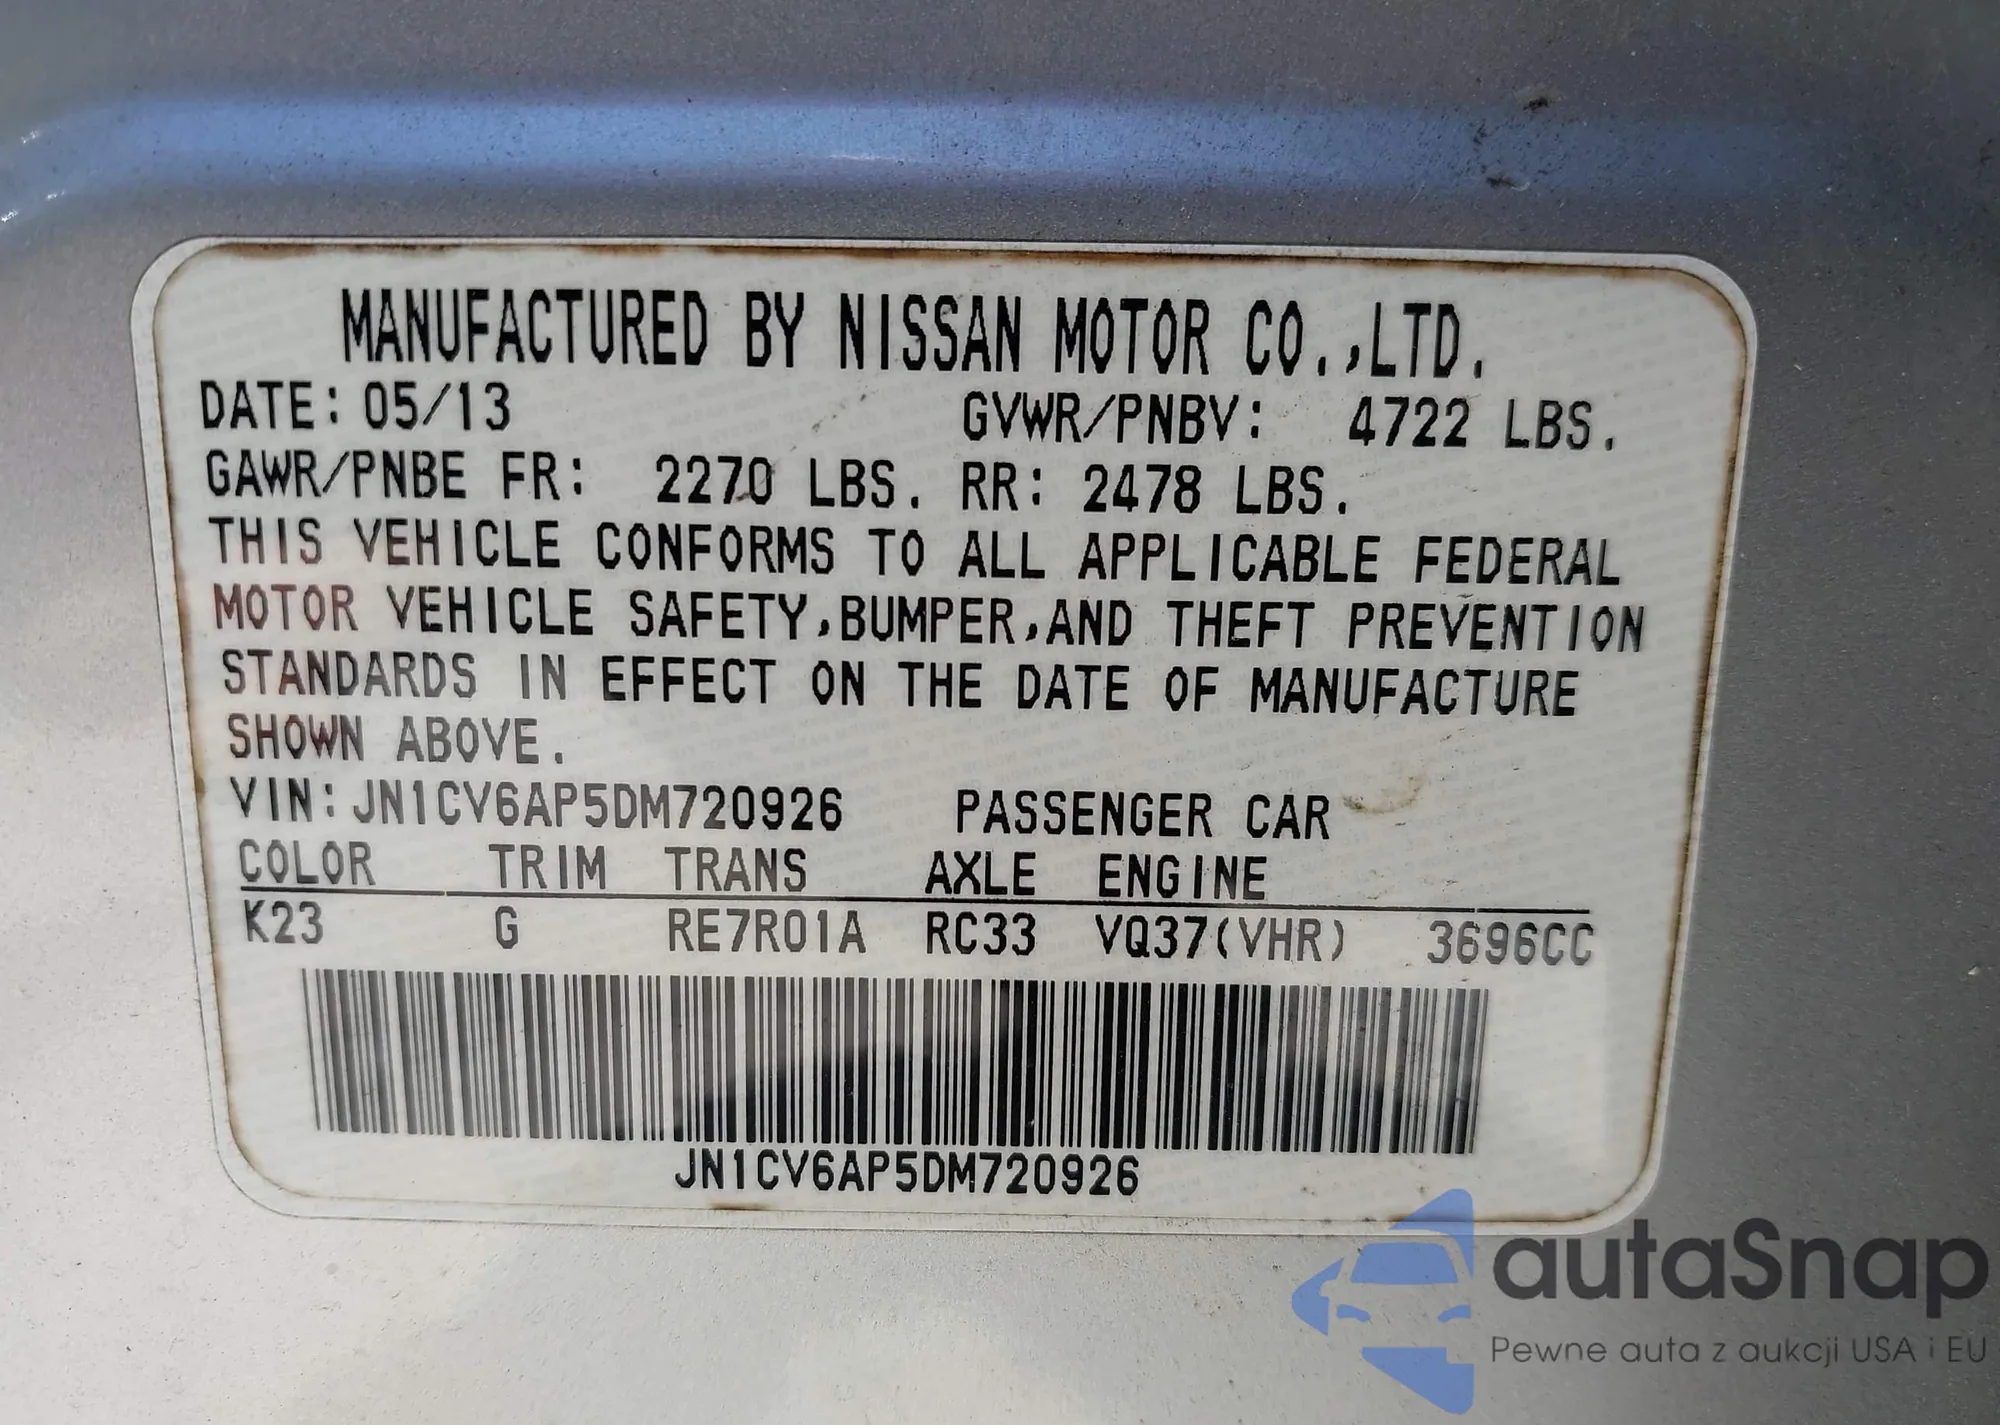 MANUFACTURED BY NISSAN MOTOR CO.,LTD.
DATE: 05/13 GVWR/PNBV: 4722 LBS.
GAWR/PNBE FR: 2270 LBS. RR: 2478 LBS.
THIS VEHICLE CONFORMS TO ALL APPLICABLE FEDERAL
MOTOR VEHICLE SAFETY,BUMPER,AND THEFT PREVENTION
STANDARDS IN EFFECT ON THE DATE OF MANUFACTURE
SHOWN ABOVE.
VIN:JN1CV6AP5DM720926 PASSENGER CAR
COLOR TRIM TRANS AXLE ENGINE
K23 G RE7R01A RC33 VQ37(VHR) 3696CC
JN1CV6AP5DM720926
autaSnap
Pewne auta z aukcji USA i EU